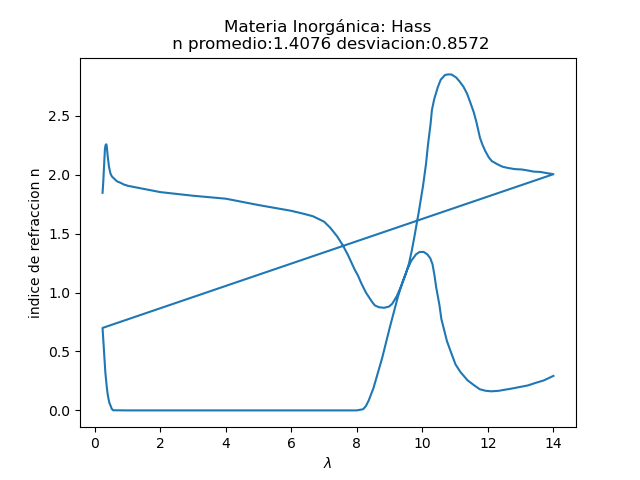 Materia Inorgánica: Hass
n promedio:1.4076 desviacion:0.8572
indice de refraccion n
2.5
2.0
1.5
1.0
0.5
0.0
0 2 4 6 8 10 12 14
λ